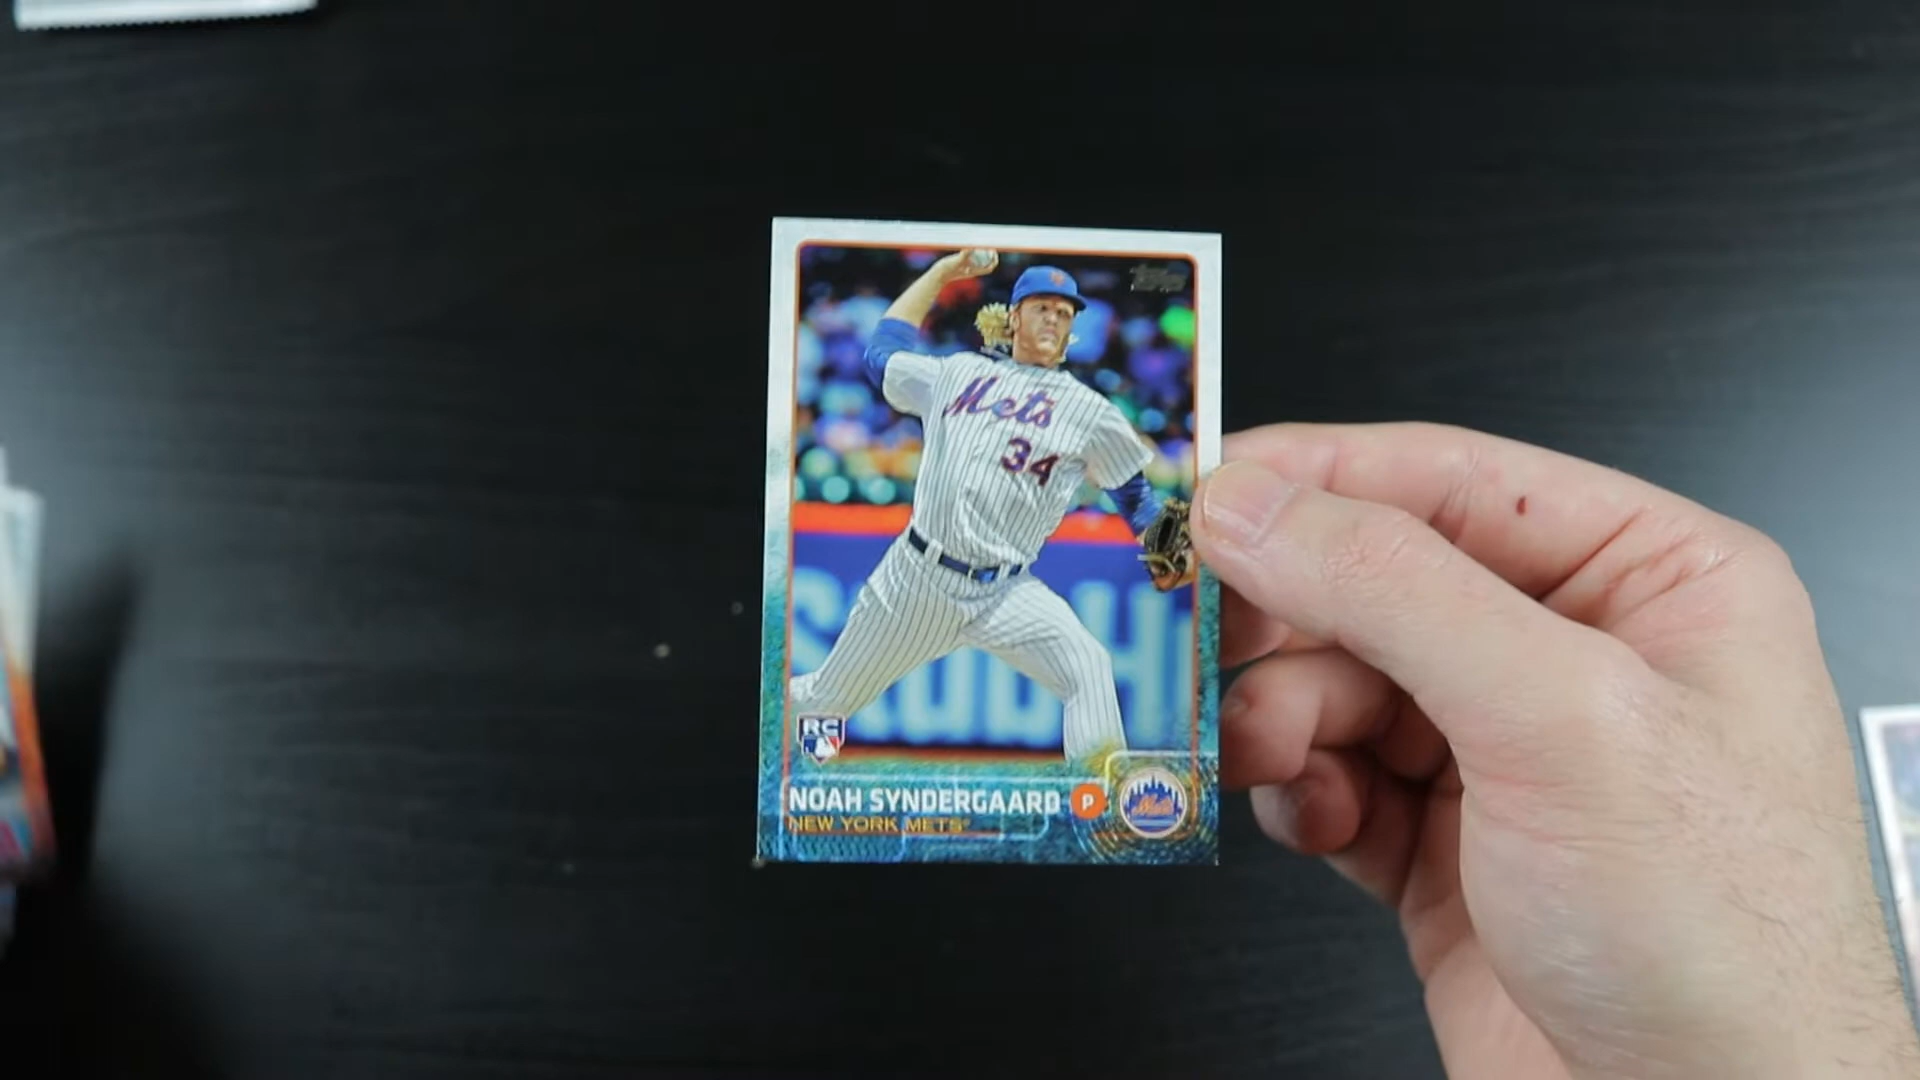 Topps
Mets
34
RC
NOAH SYNDERGAARD P
Mets
NEW YORK METS®